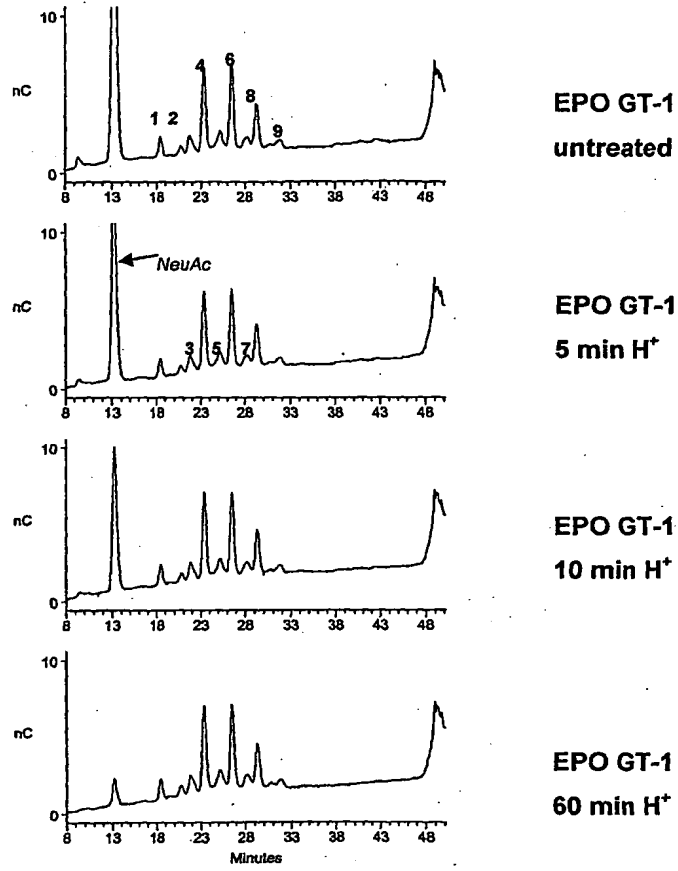 10
nC
0
1 2 4 6 8 9
8 13 18 23 28 33 38 43 48
EPO GT-1
untreated
10
nC
0
NeuAc
3 5 7
8 13 18 23 28 33 38 43 48
EPO GT-1
5 min H⁺
10
nC
0
8 13 18 23 28 33 38 43 48
EPO GT-1
10 min H⁺
10
nC
0
8 13 18 23 28 33 38 43 48
Minutes
EPO GT-1
60 min H⁺